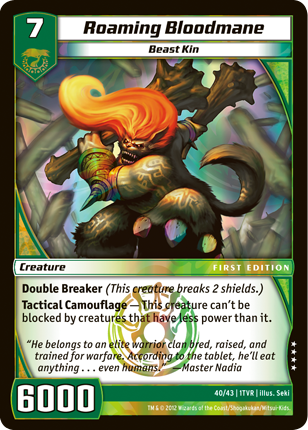 7
Roaming Bloodmane
Beast Kin
Creature
FIRST EDITION
Double Breaker (This creature breaks 2 shields.)
Tactical Camouflage — This creature can't be
blocked by creatures that have less power than it.
"He belongs to an elite warrior clan bred, raised, and
trained for warfare. According to the tablet, he'll eat
anything . . . even humans." —Master Nadia
6000
40/43 | 1TVR | illus. Seki
TM & © 2012 Wizards of the Coast/Shogakukan/Mitsui-Kids.